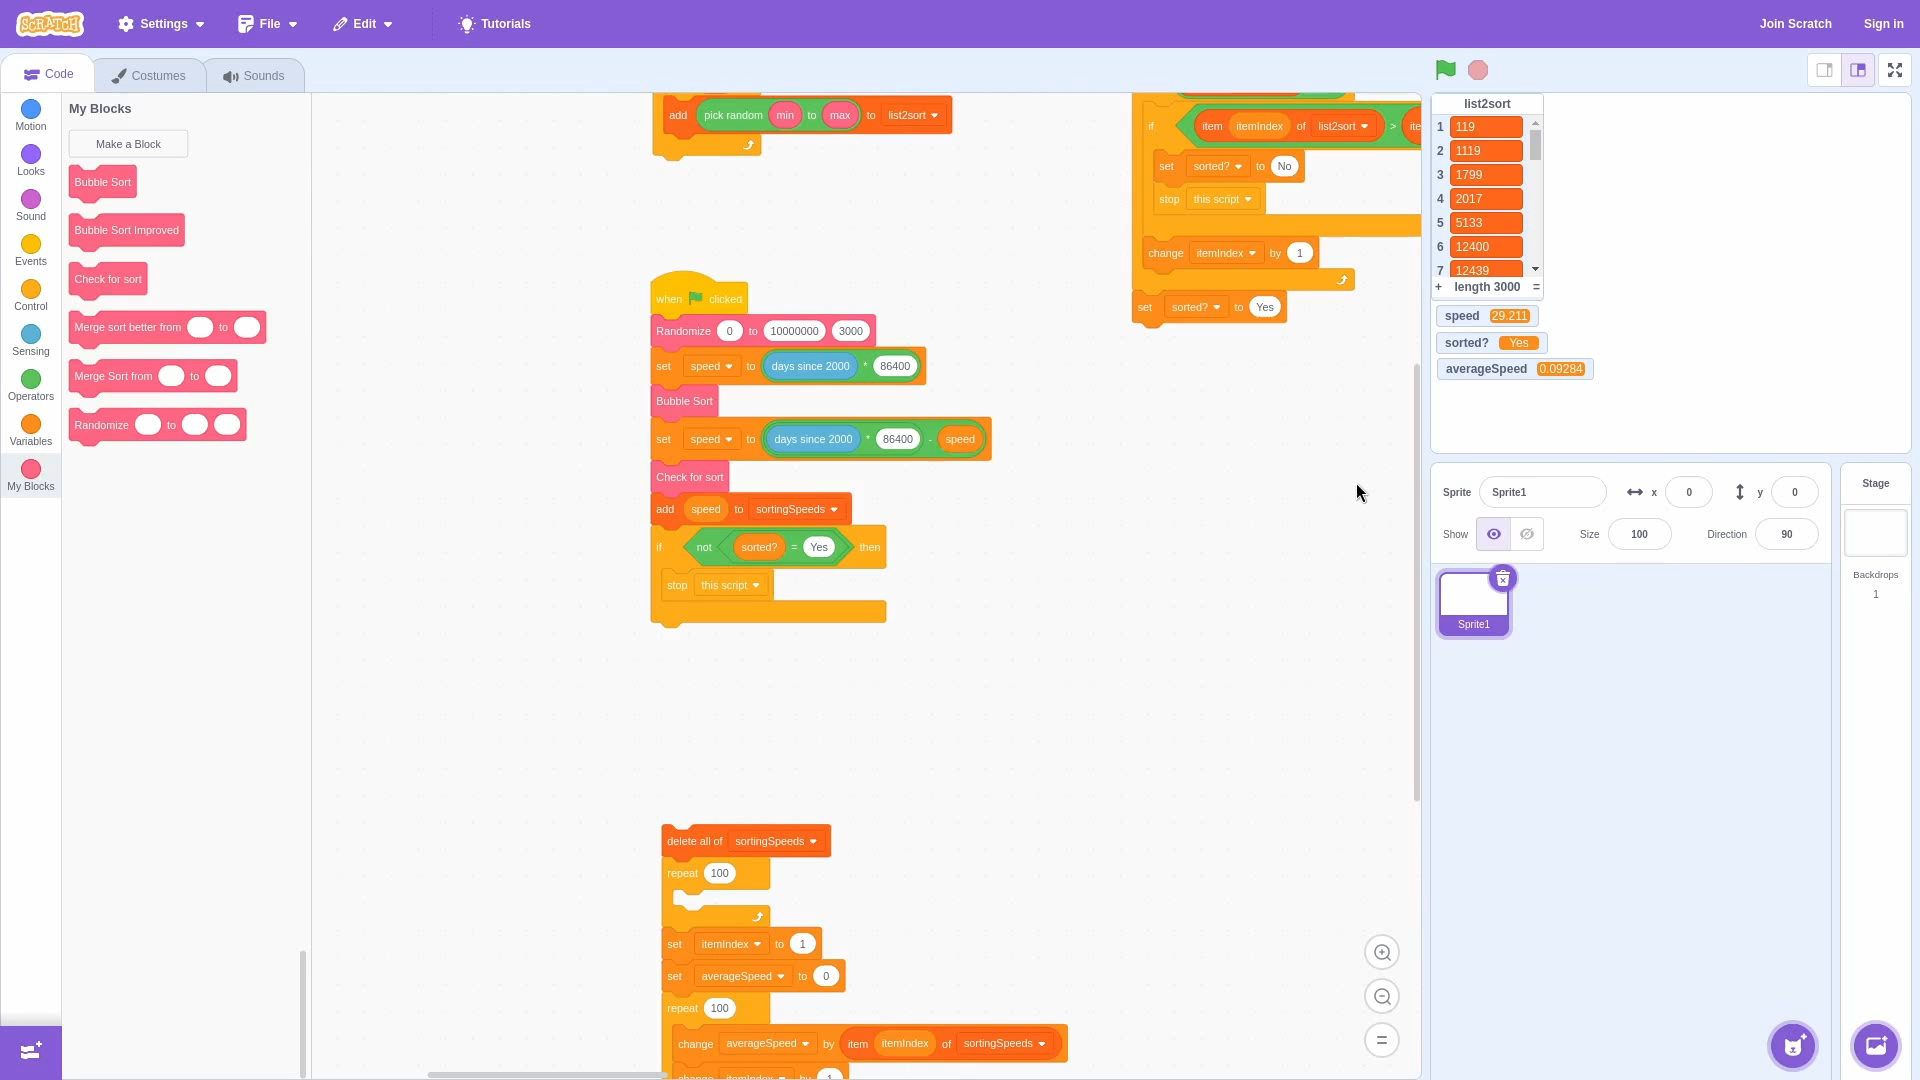 SCRATCH Settings File Edit Tutorials Join Scratch Sign in
Code Costumes Sounds
Motion
Looks
Sound
Events
Control
Sensing
Operators
Variables
My Blocks
My Blocks
Make a Block
Bubble Sort
Bubble Sort Improved
Check for sort
Merge sort better from to
Merge Sort from to
Randomize to
add pick random min to max to list2sort
when clicked
Randomize 0 to 10000000 3000
set speed to days since 2000 * 86400
Bubble Sort
set speed to days since 2000 * 86400 - speed
Check for sort
add speed to sortingSpeeds
if not sorted? = Yes then
stop this script
delete all of sortingSpeeds
repeat 100
set itemIndex to 1
set averageSpeed to 0
repeat 100
change averageSpeed by item itemIndex of sortingSpeeds
change itemIndex by 1
if item itemIndex of list2sort > ite
set sorted? to No
stop this script
change itemIndex by 1
set sorted? to Yes
list2sort
1 119
2 1119
3 1799
4 2017
5 5133
6 12400
7 12439
+ length 3000 =
speed 29.211
sorted? Yes
averageSpeed 0.09284
Sprite Sprite1 x 0 y 0
Show Size 100 Direction 90
Sprite1
Stage
Backdrops
1